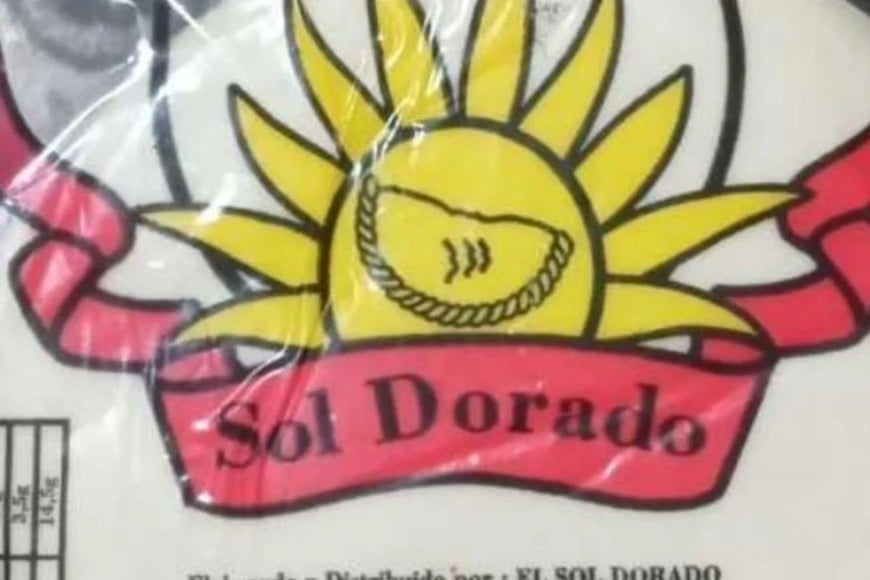 Sol Dorado
3,5g
14,5g
Elaborado y Distribuido por : EL SOL DORADO